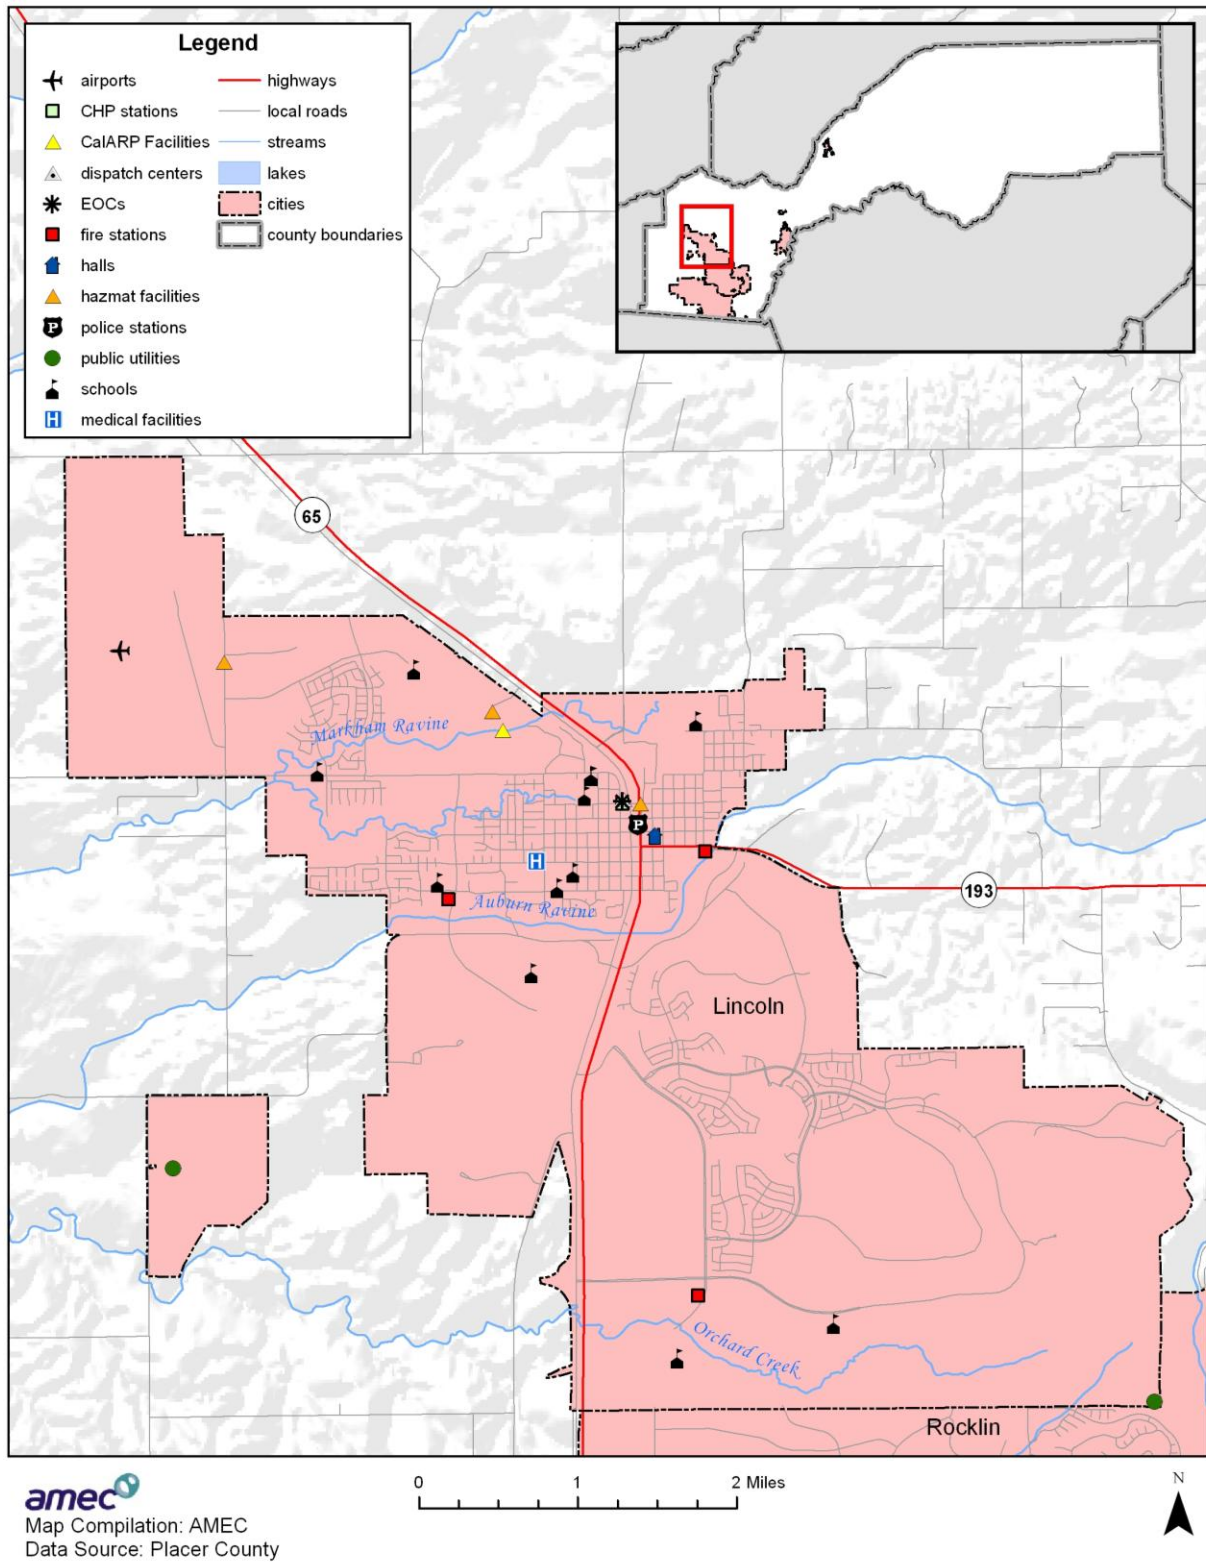 Legend
airports
CHP stations
CalARP Facilities
dispatch centers
EOCs
fire stations
halls
hazmat facilities
P police stations
public utilities
schools
H medical facilities
highways
local roads
streams
lakes
cities
county boundaries
65
Markham Ravine
P
H
193
Auburn Ravine
Lincoln
Orchard Creek
Rocklin
amec
Map Compilation: AMEC
Data Source: Placer County
0 1 2 Miles
N